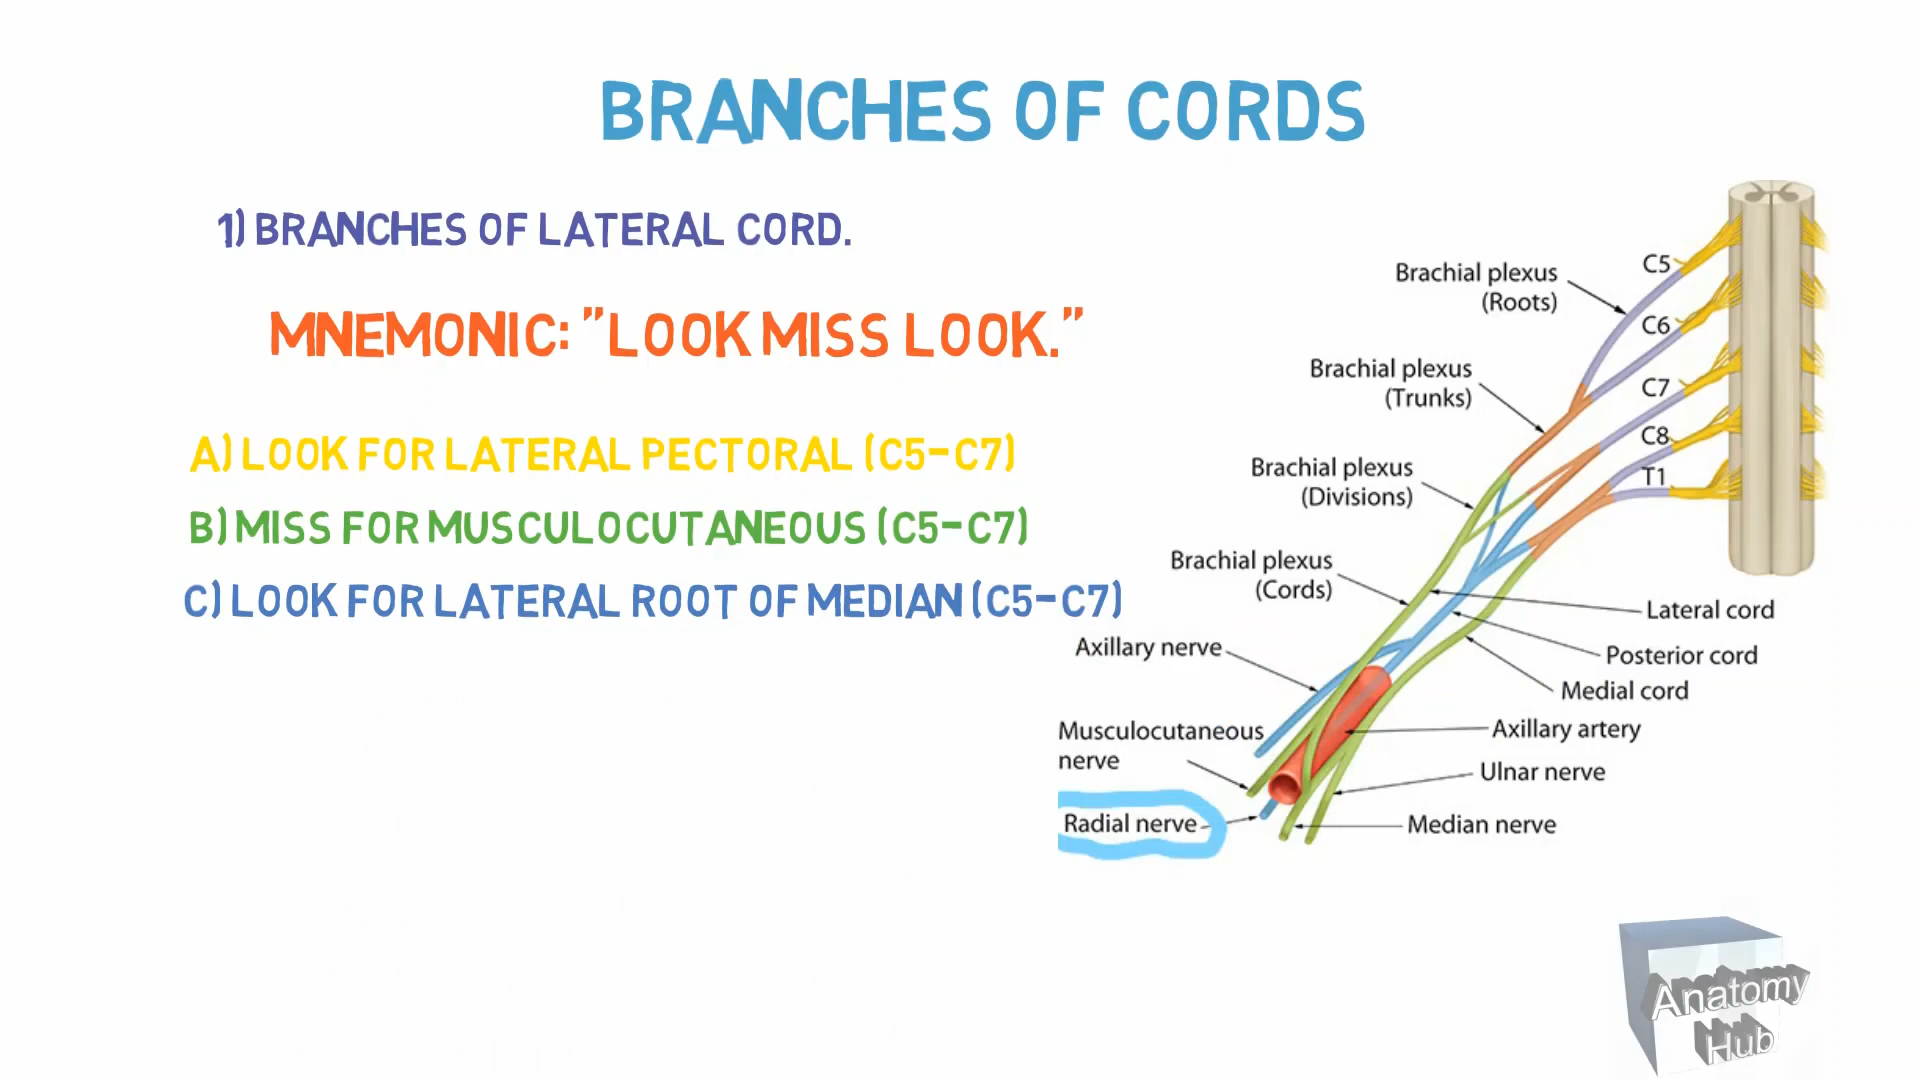 BRANCHES OF CORDS
1) BRANCHES OF LATERAL CORD.
MNEMONIC: "LOOK MISS LOOK."
A) LOOK FOR LATERAL PECTORAL (C5-C7)
B) MISS FOR MUSCULOCUTANEOUS (C5-C7)
C) LOOK FOR LATERAL ROOT OF MEDIAN (C5-C7)
C5
Brachial plexus
(Roots)
C6
Brachial plexus
(Trunks)
C7
C8
Brachial plexus
(Divisions)
T1
Brachial plexus
(Cords)
Lateral cord
Axillary nerve
Posterior cord
Medial cord
Musculocutaneous
nerve
Axillary artery
Ulnar nerve
Radial nerve
Median nerve
Anatomy
Hub